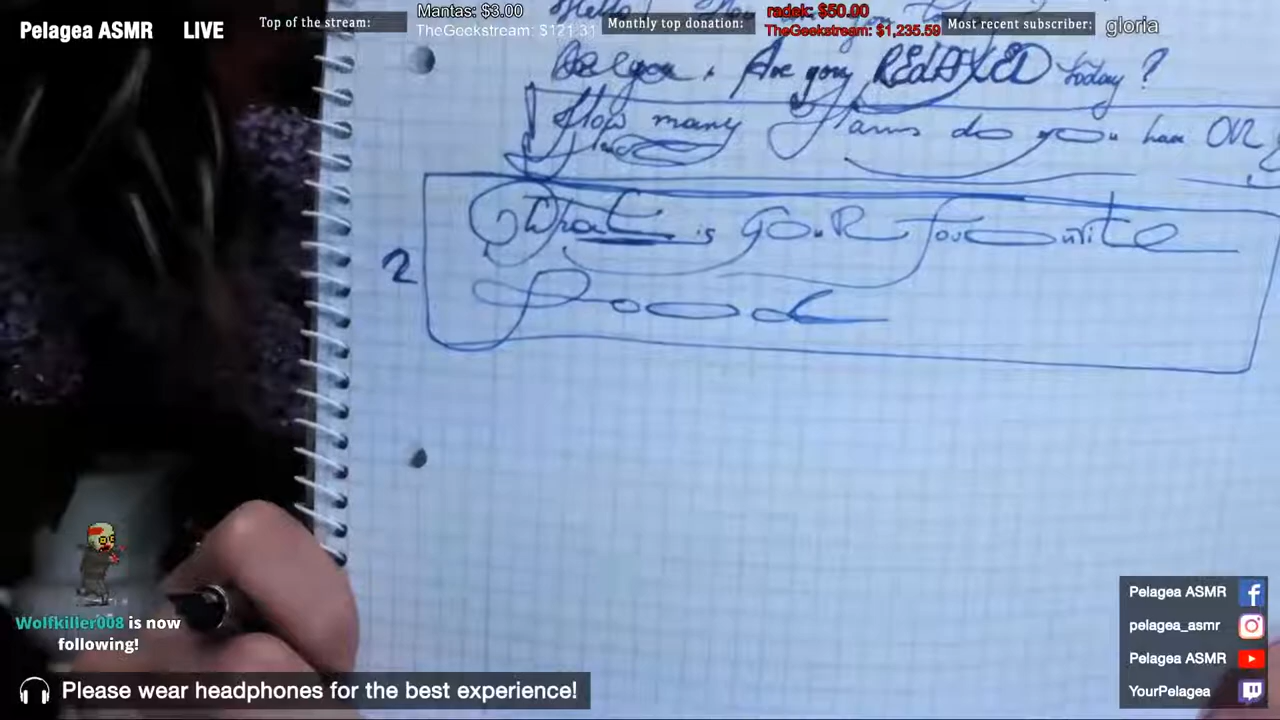 Pelagea ASMR LIVE
Top of the stream:
Mantas: $3.00
TheGeekstream: $121.31
Monthly top donation:
radek: $50.00
TheGeekstream: $1,235.59
Most recent subscriber:
gloria
Are you RELAXED today ?
How many do you have OR
2
What is youR favourite
Food
Wolfkiller008 is now
following!
Please wear headphones for the best experience!
Pelagea ASMR
pelagea_asmr
Pelagea ASMR
YourPelagea